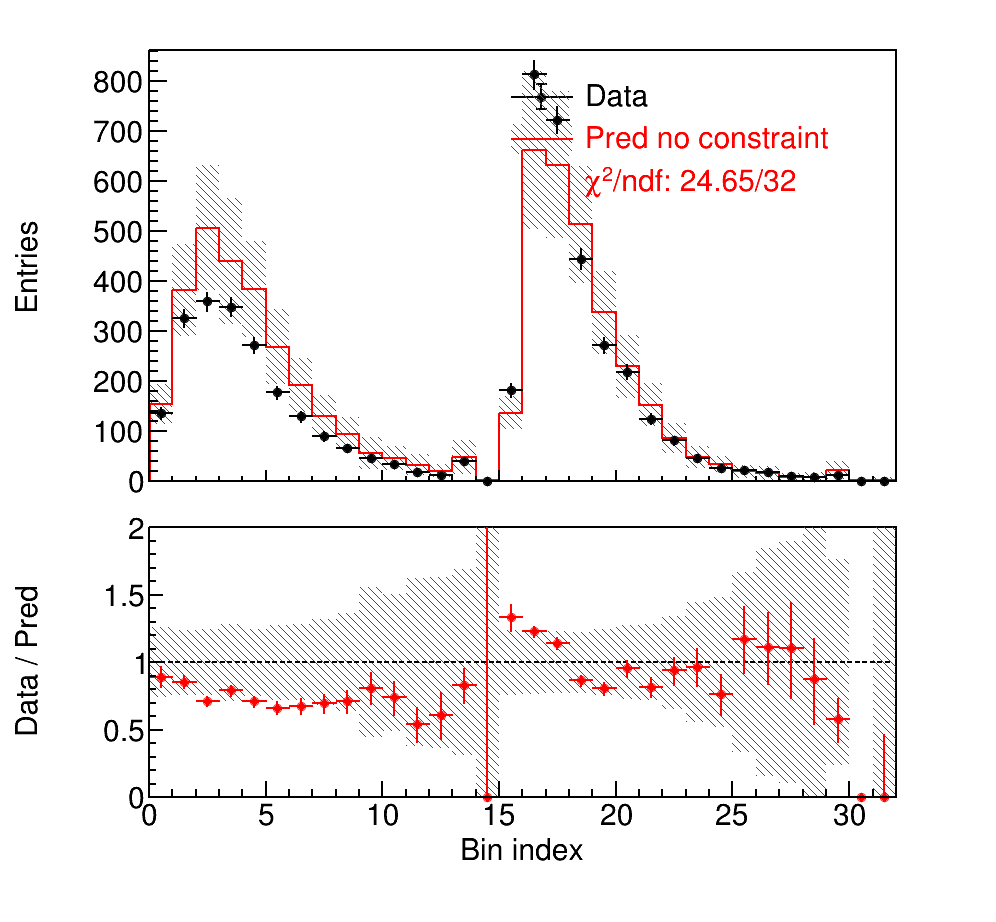 Entries
800
700
600
500
400
300
200
100
0
Data
Pred no constraint
χ²/ndf: 24.65/32
Data / Pred
2
1.5
1
0.5
0
0 5 10 15 20 25 30
Bin index